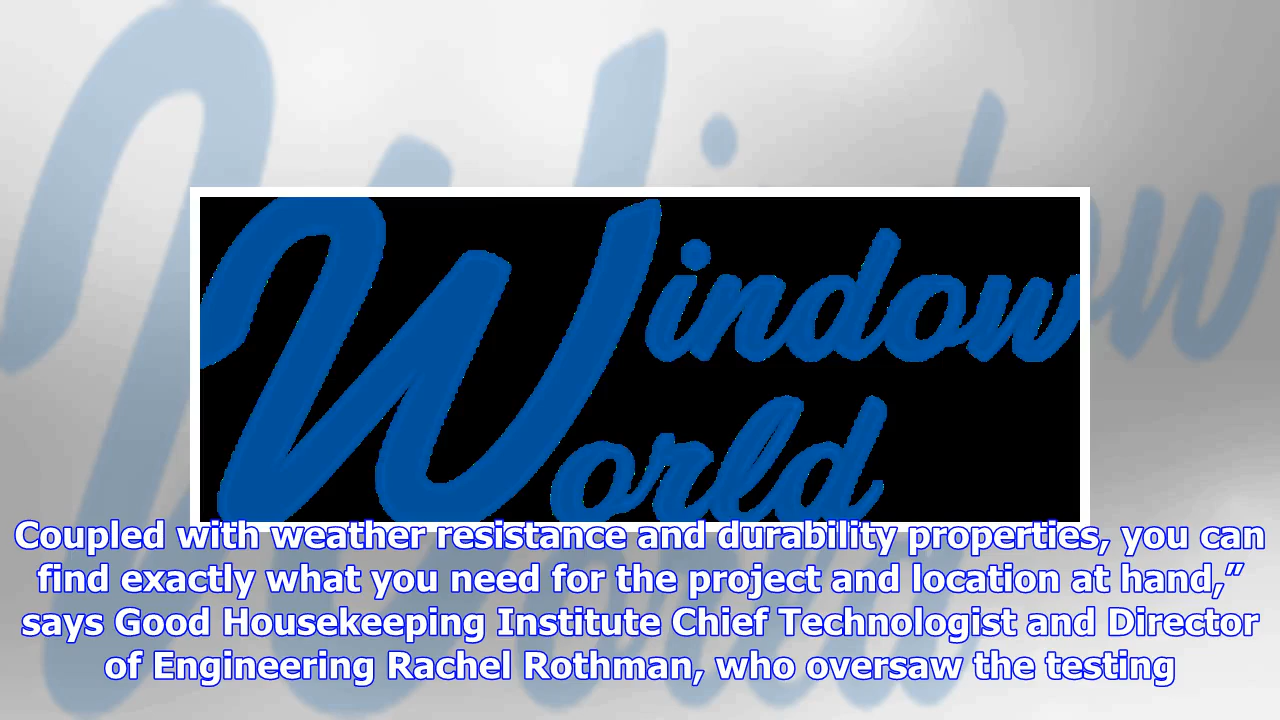 Window
World
Coupled with weather resistance and durability properties, you can
find exactly what you need for the project and location at hand,”
says Good Housekeeping Institute Chief Technologist and Director
of Engineering Rachel Rothman, who oversaw the testing